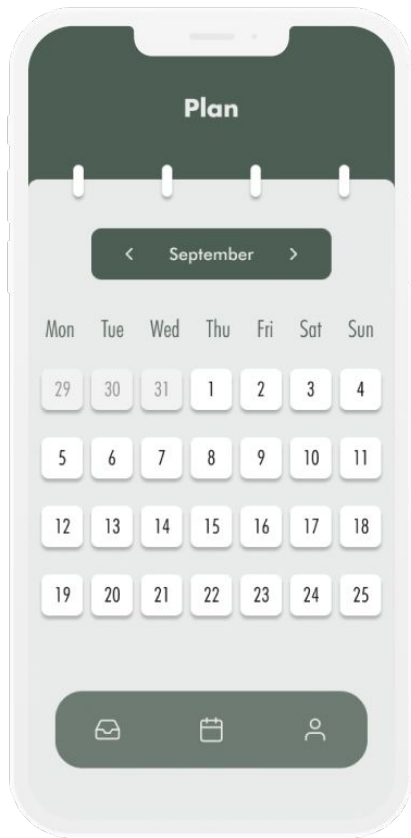 Plan
September
Mon Tue Wed Thu Fri Sat Sun
29 30 31 1 2 3 4
5 6 7 8 9 10 11
12 13 14 15 16 17 18
19 20 21 22 23 24 25